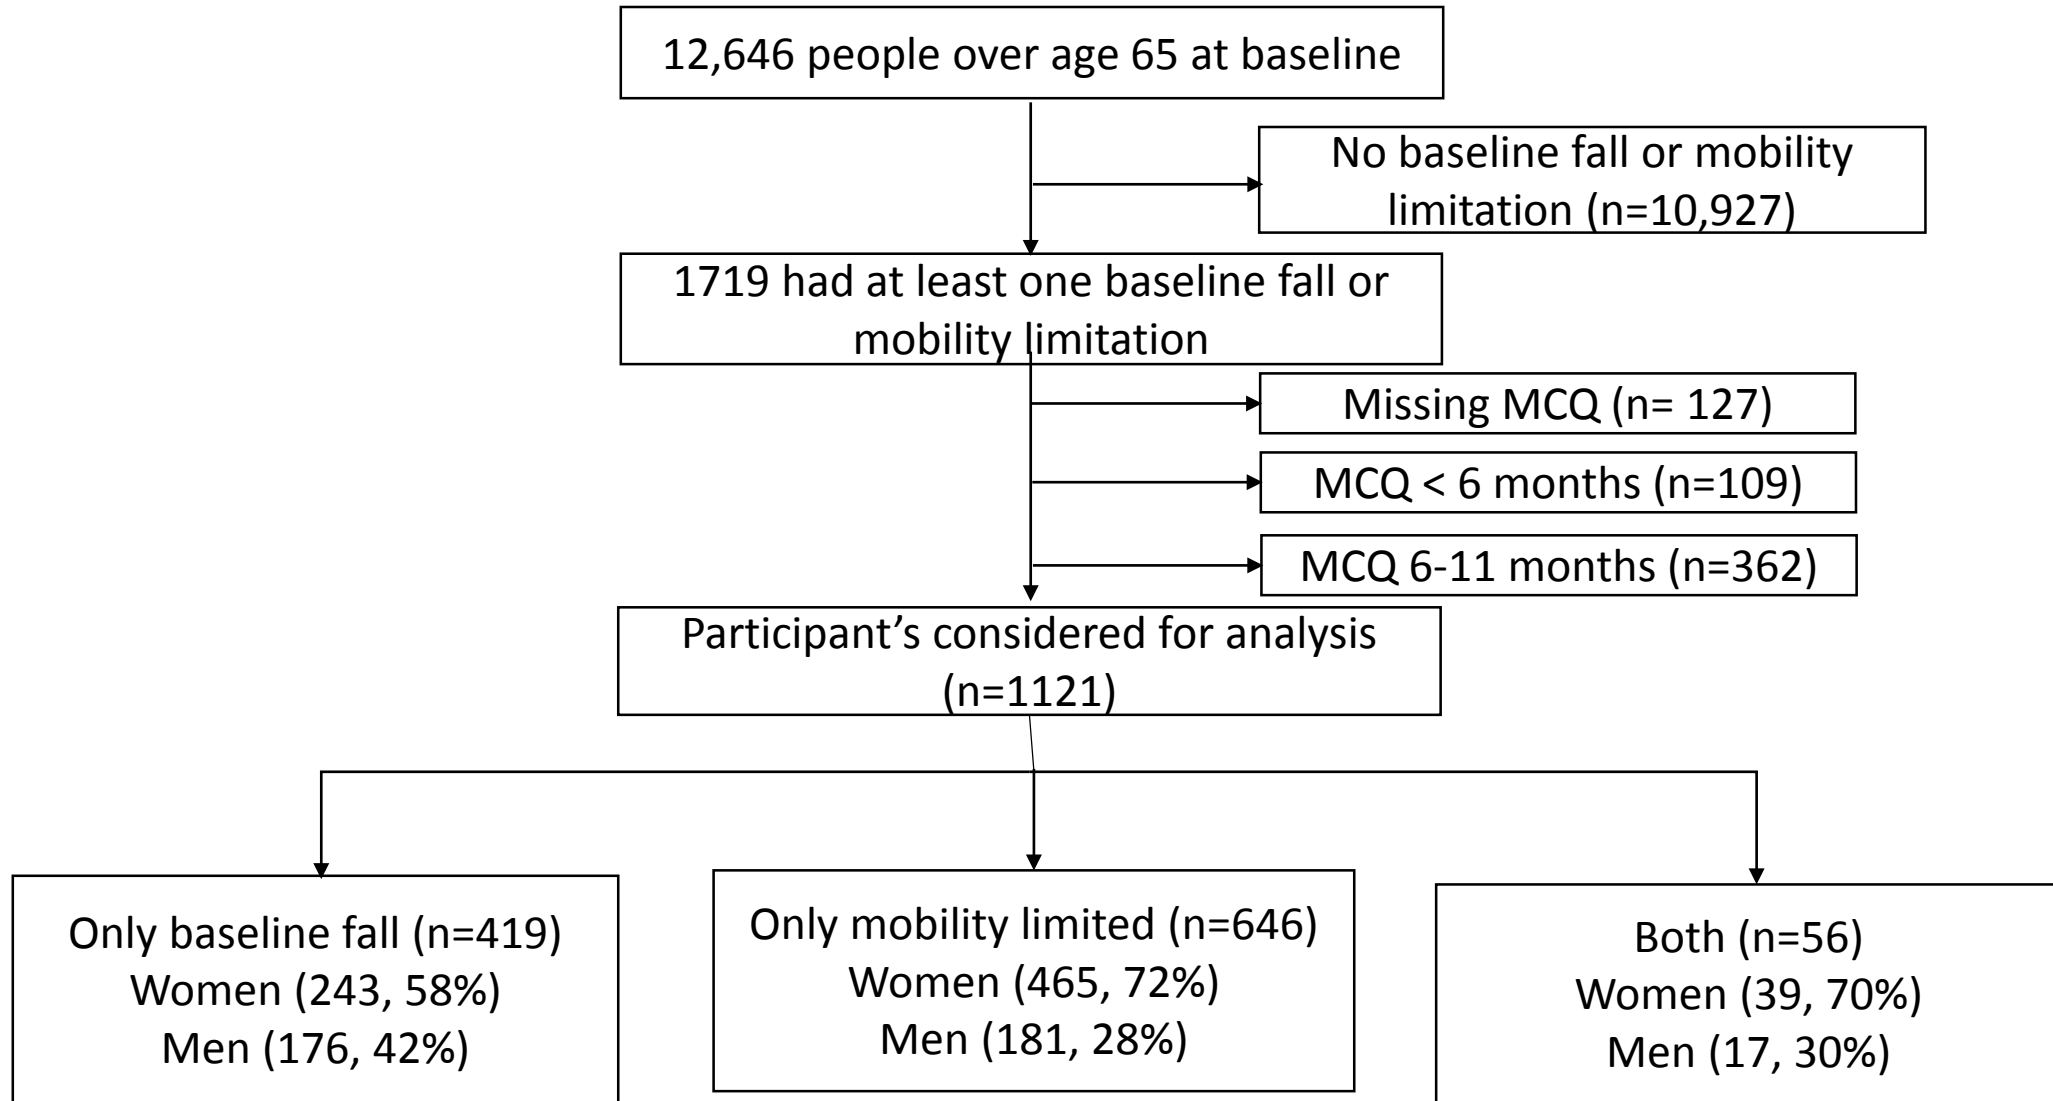 12,646 people over age 65 at baseline
No baseline fall or mobility
limitation (n=10,927)
1719 had at least one baseline fall or
mobility limitation
Missing MCQ (n= 127)
MCQ < 6 months (n=109)
MCQ 6-11 months (n=362)
Participant’s considered for analysis
(n=1121)
Only baseline fall (n=419)
Women (243, 58%)
Men (176, 42%)
Only mobility limited (n=646)
Women (465, 72%)
Men (181, 28%)
Both (n=56)
Women (39, 70%)
Men (17, 30%)